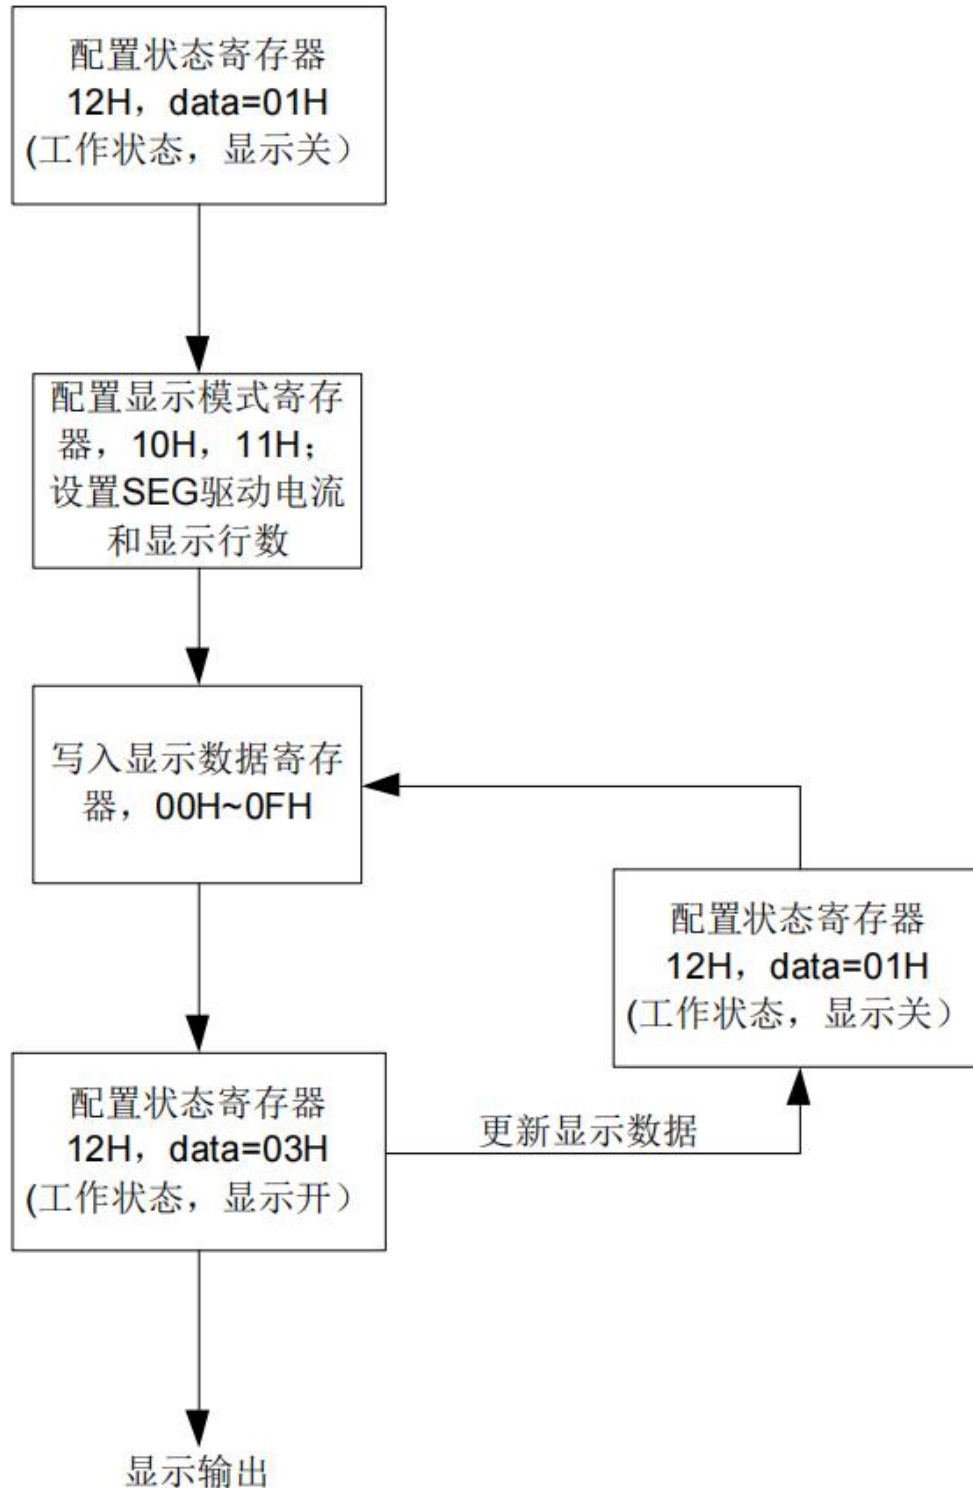 配置状态寄存器
12H，data=01H
(工作状态，显示关）
配置显示模式寄存
器，10H，11H；
设置SEG驱动电流
和显示行数
写入显示数据寄存
器，00H~0FH
配置状态寄存器
12H，data=01H
(工作状态，显示关）
配置状态寄存器
12H，data=03H
(工作状态，显示开）
更新显示数据
显示输出